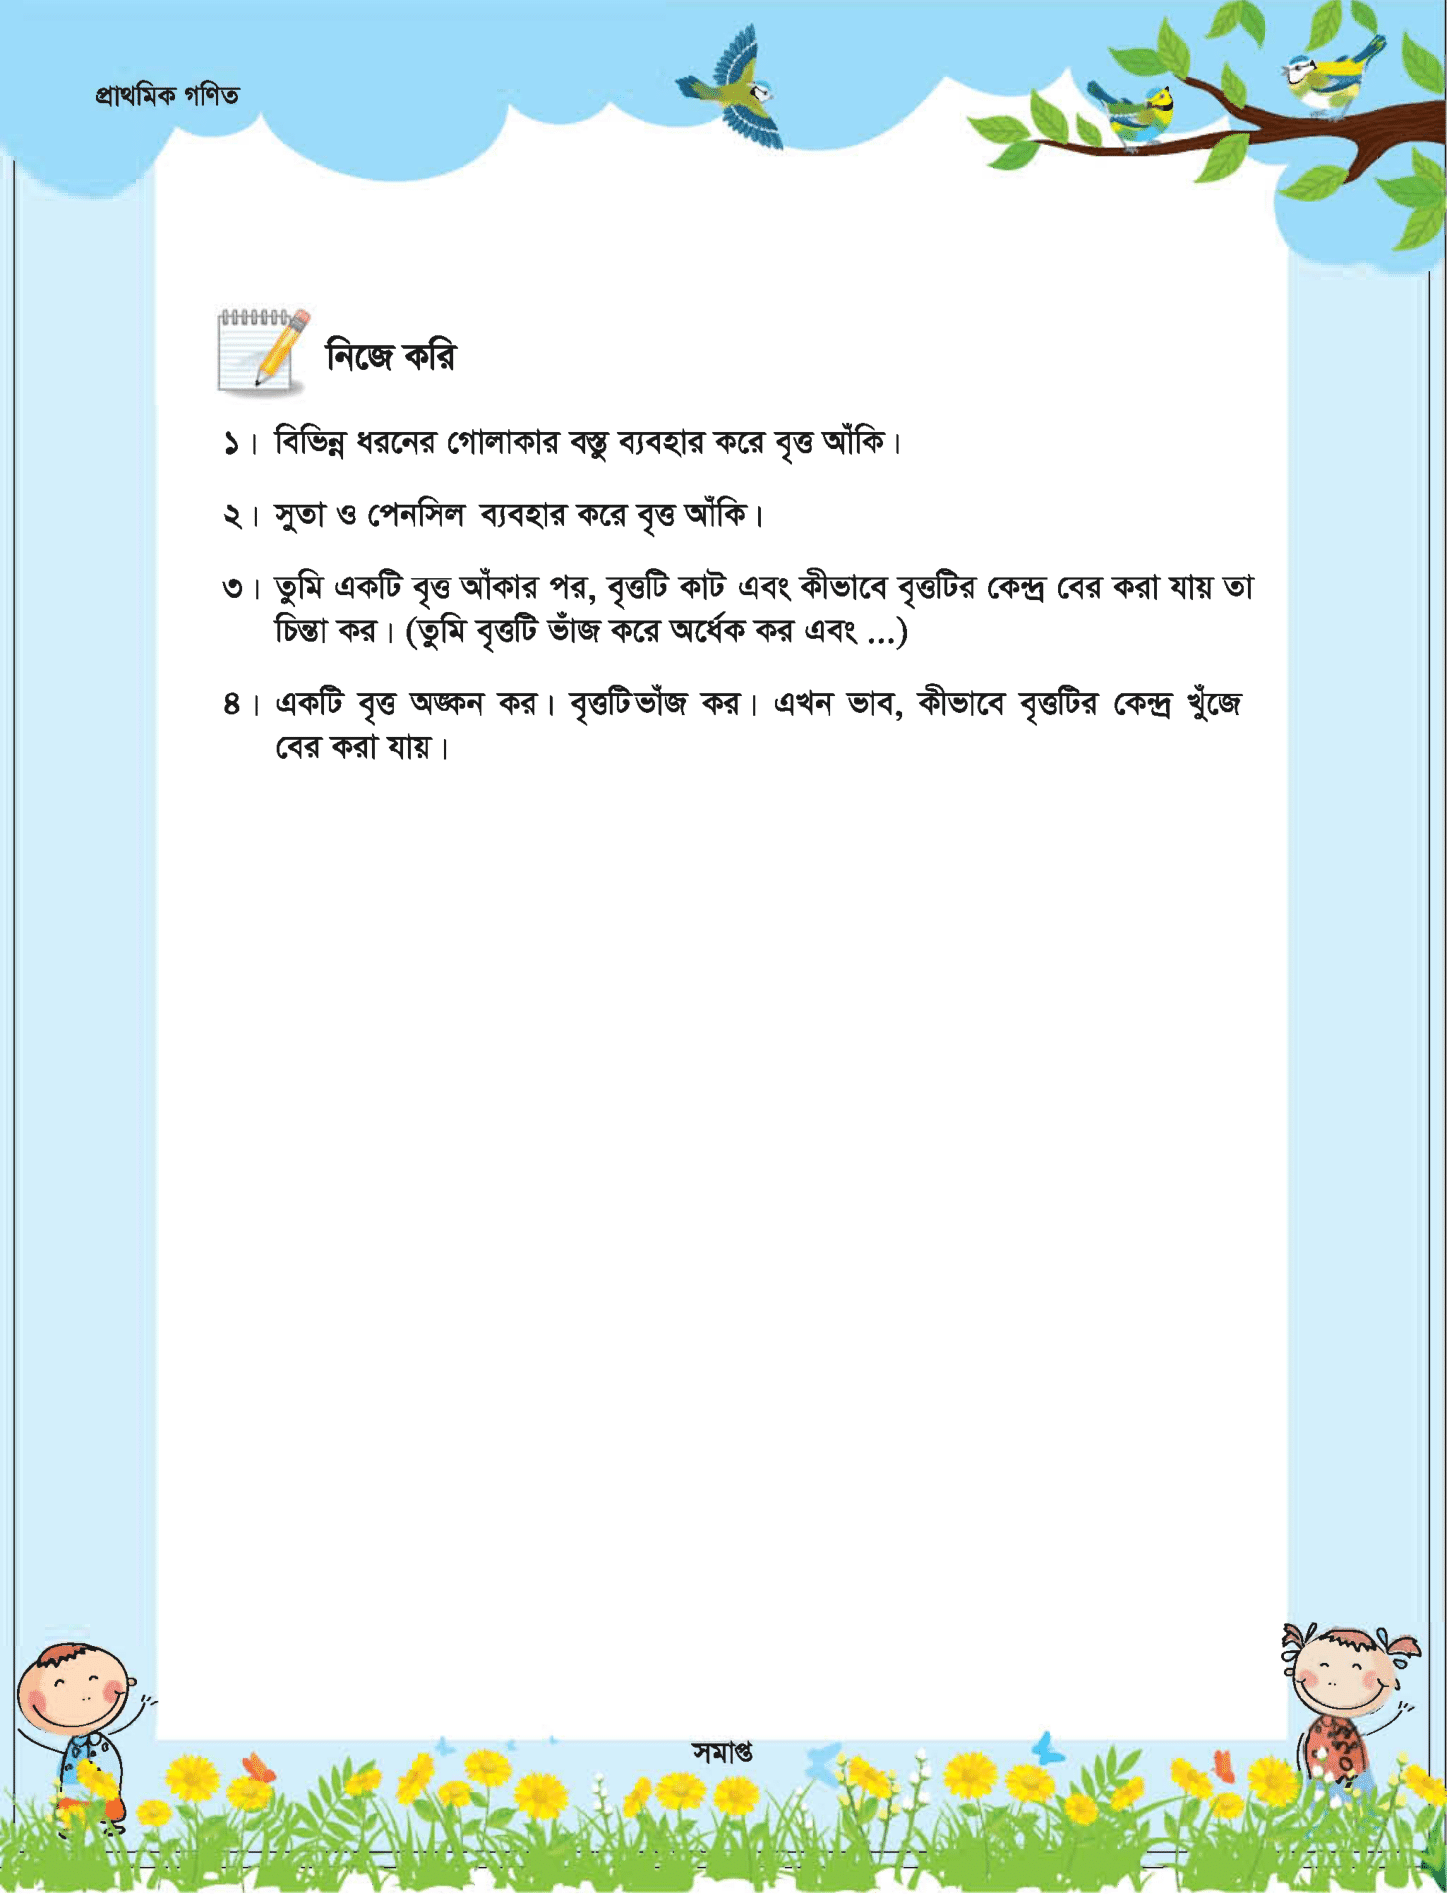 প্রাথমিক গণিত
নিজে করি
১। বিভিন্ন ধরনের গোলাকার বস্তু ব্যবহার করে বৃত্ত আঁকি।
২। সুতা ও পেনসিল ব্যবহার করে বৃত্ত আঁকি।
৩। তুমি একটি বৃত্ত আঁকার পর, বৃত্তটি কাট এবং কীভাবে বৃত্তটির কেন্দ্র বের করা যায় তা
চিন্তা কর। (তুমি বৃত্তটি ভাঁজ করে অর্ধেক কর এবং ...)
৪। একটি বৃত্ত অঙ্কন কর। বৃত্তটিভাঁজ কর। এখন ভাব, কীভাবে বৃত্তটির কেন্দ্র খুঁজে
বের করা যায়।
সমাপ্ত